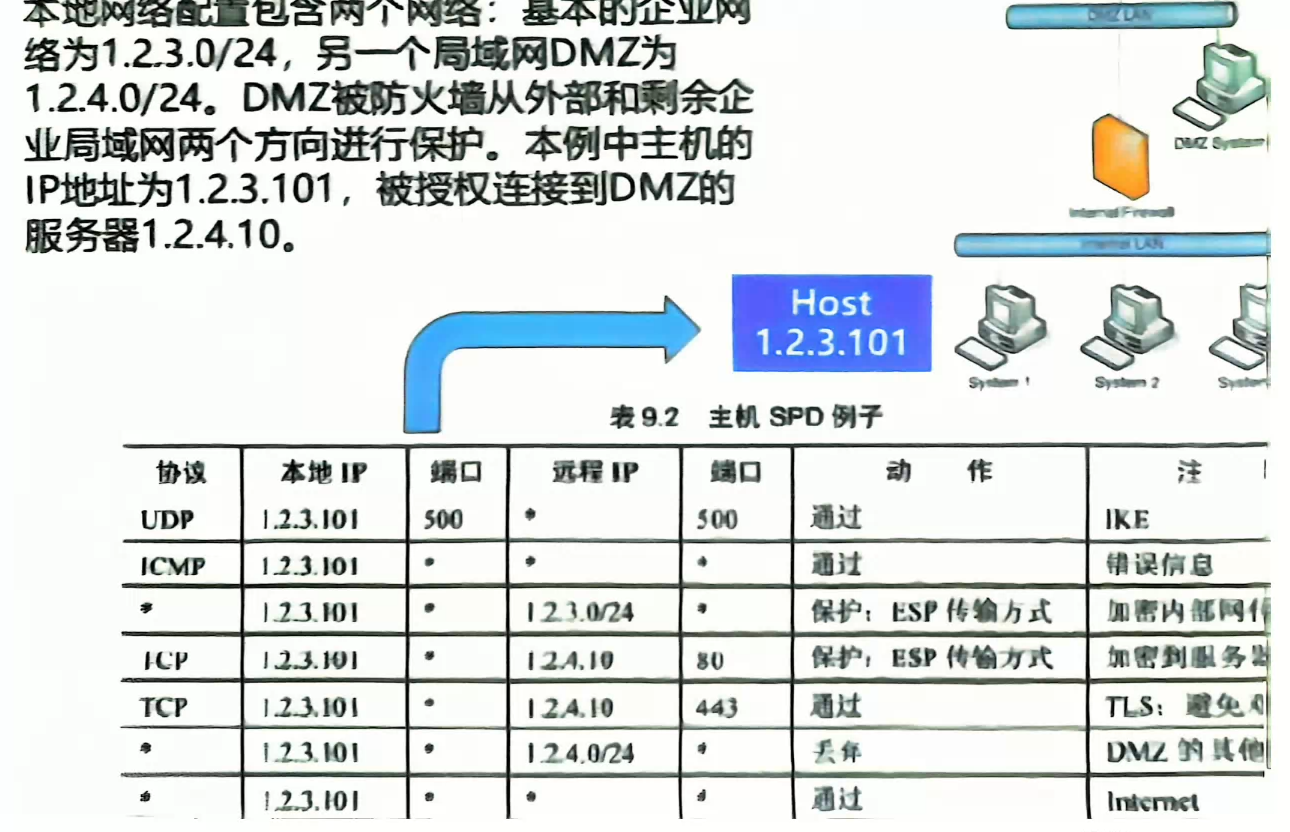 本地网络配置包含两个网络：基本的企业网
络为1.2.3.0/24，另一个局域网DMZ为
1.2.4.0/24。DMZ被防火墙从外部和剩余企
业局域网两个方向进行保护。本例中主机的
IP地址为1.2.3.101，被授权连接到DMZ的
服务器1.2.4.10。
DMZ LAN
DMZ System
Internal Firewall
Internal LAN
Host
1.2.3.101
System 1
System 2
System
表 9.2 主机 SPD 例子
协议 本地 IP 端口 远程 IP 端口 动 作 注
UDP 1.2.3.101 500 * 500 通过 IKE
ICMP 1.2.3.101 * * * 通过 错误信息
* 1.2.3.101 * 1.2.3.0/24 * 保护：ESP 传输方式 加密内部网
TCP 1.2.3.101 * 1.2.4.10 80 保护：ESP 传输方式 加密到服务
TCP 1.2.3.101 * 1.2.4.10 443 通过 TLS：避免
* 1.2.3.101 * 1.2.4.0/24 * 丢弃 DMZ 的其他
* 1.2.3.101 * * * 通过 Internet